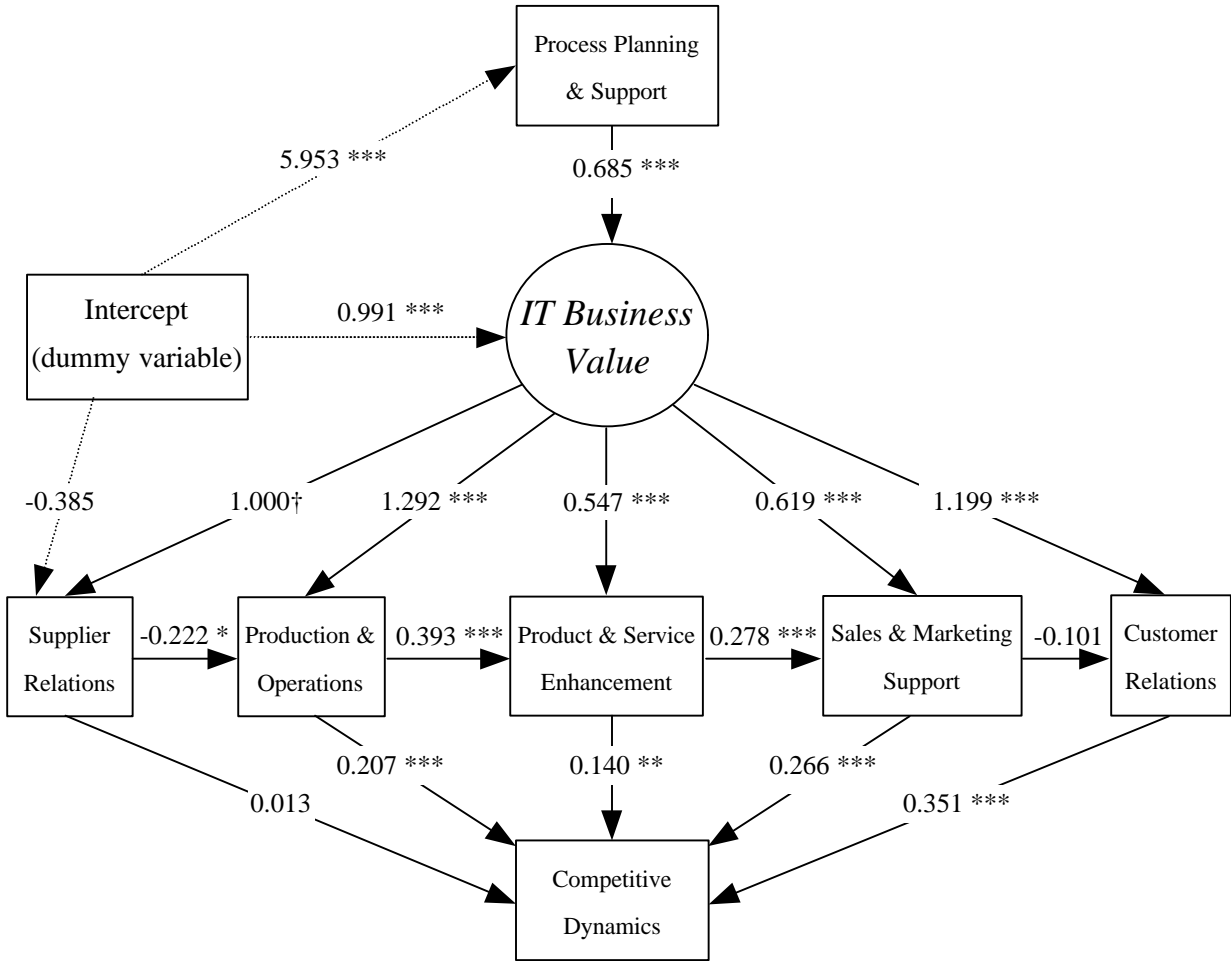 Process Planning
& Support
5.953 ***
0.685 ***
Intercept
(dummy variable)
0.991 ***
IT Business
Value
-0.385
1.000†
1.292 ***
0.547 ***
0.619 ***
1.199 ***
Supplier
Relations
-0.222 *
Production &
Operations
0.393 ***
Product & Service
Enhancement
0.278 ***
Sales & Marketing
Support
-0.101
Customer
Relations
0.013
0.207 ***
0.140 **
0.266 ***
0.351 ***
Competitive
Dynamics